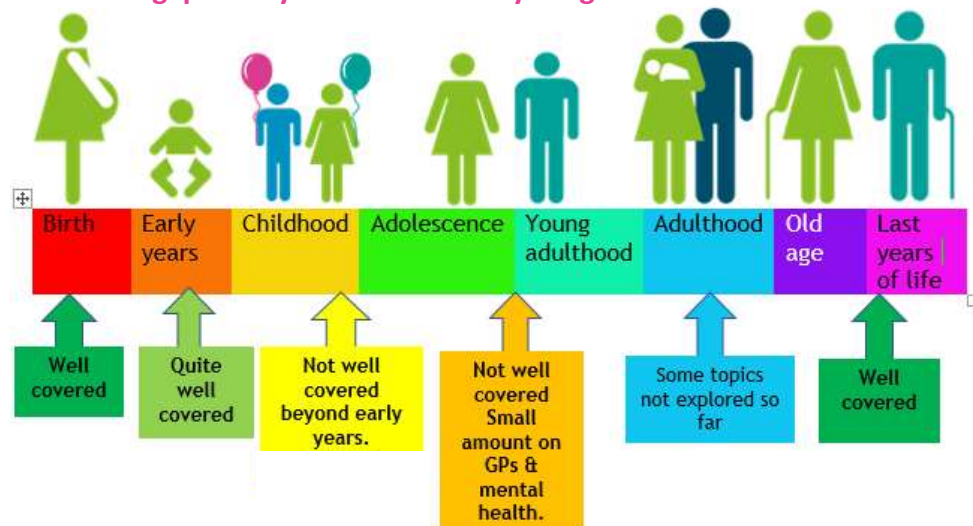 Birth
Early
years
Childhood
Adolescence
Young
adulthood
Adulthood
Old
age
Last
years
of life
Well
covered
Quite
well
covered
Not well
covered
beyond early
years.
Not well
covered
Small
amount on
GPs &
mental
health.
Some topics
not explored so
far
Well
covered